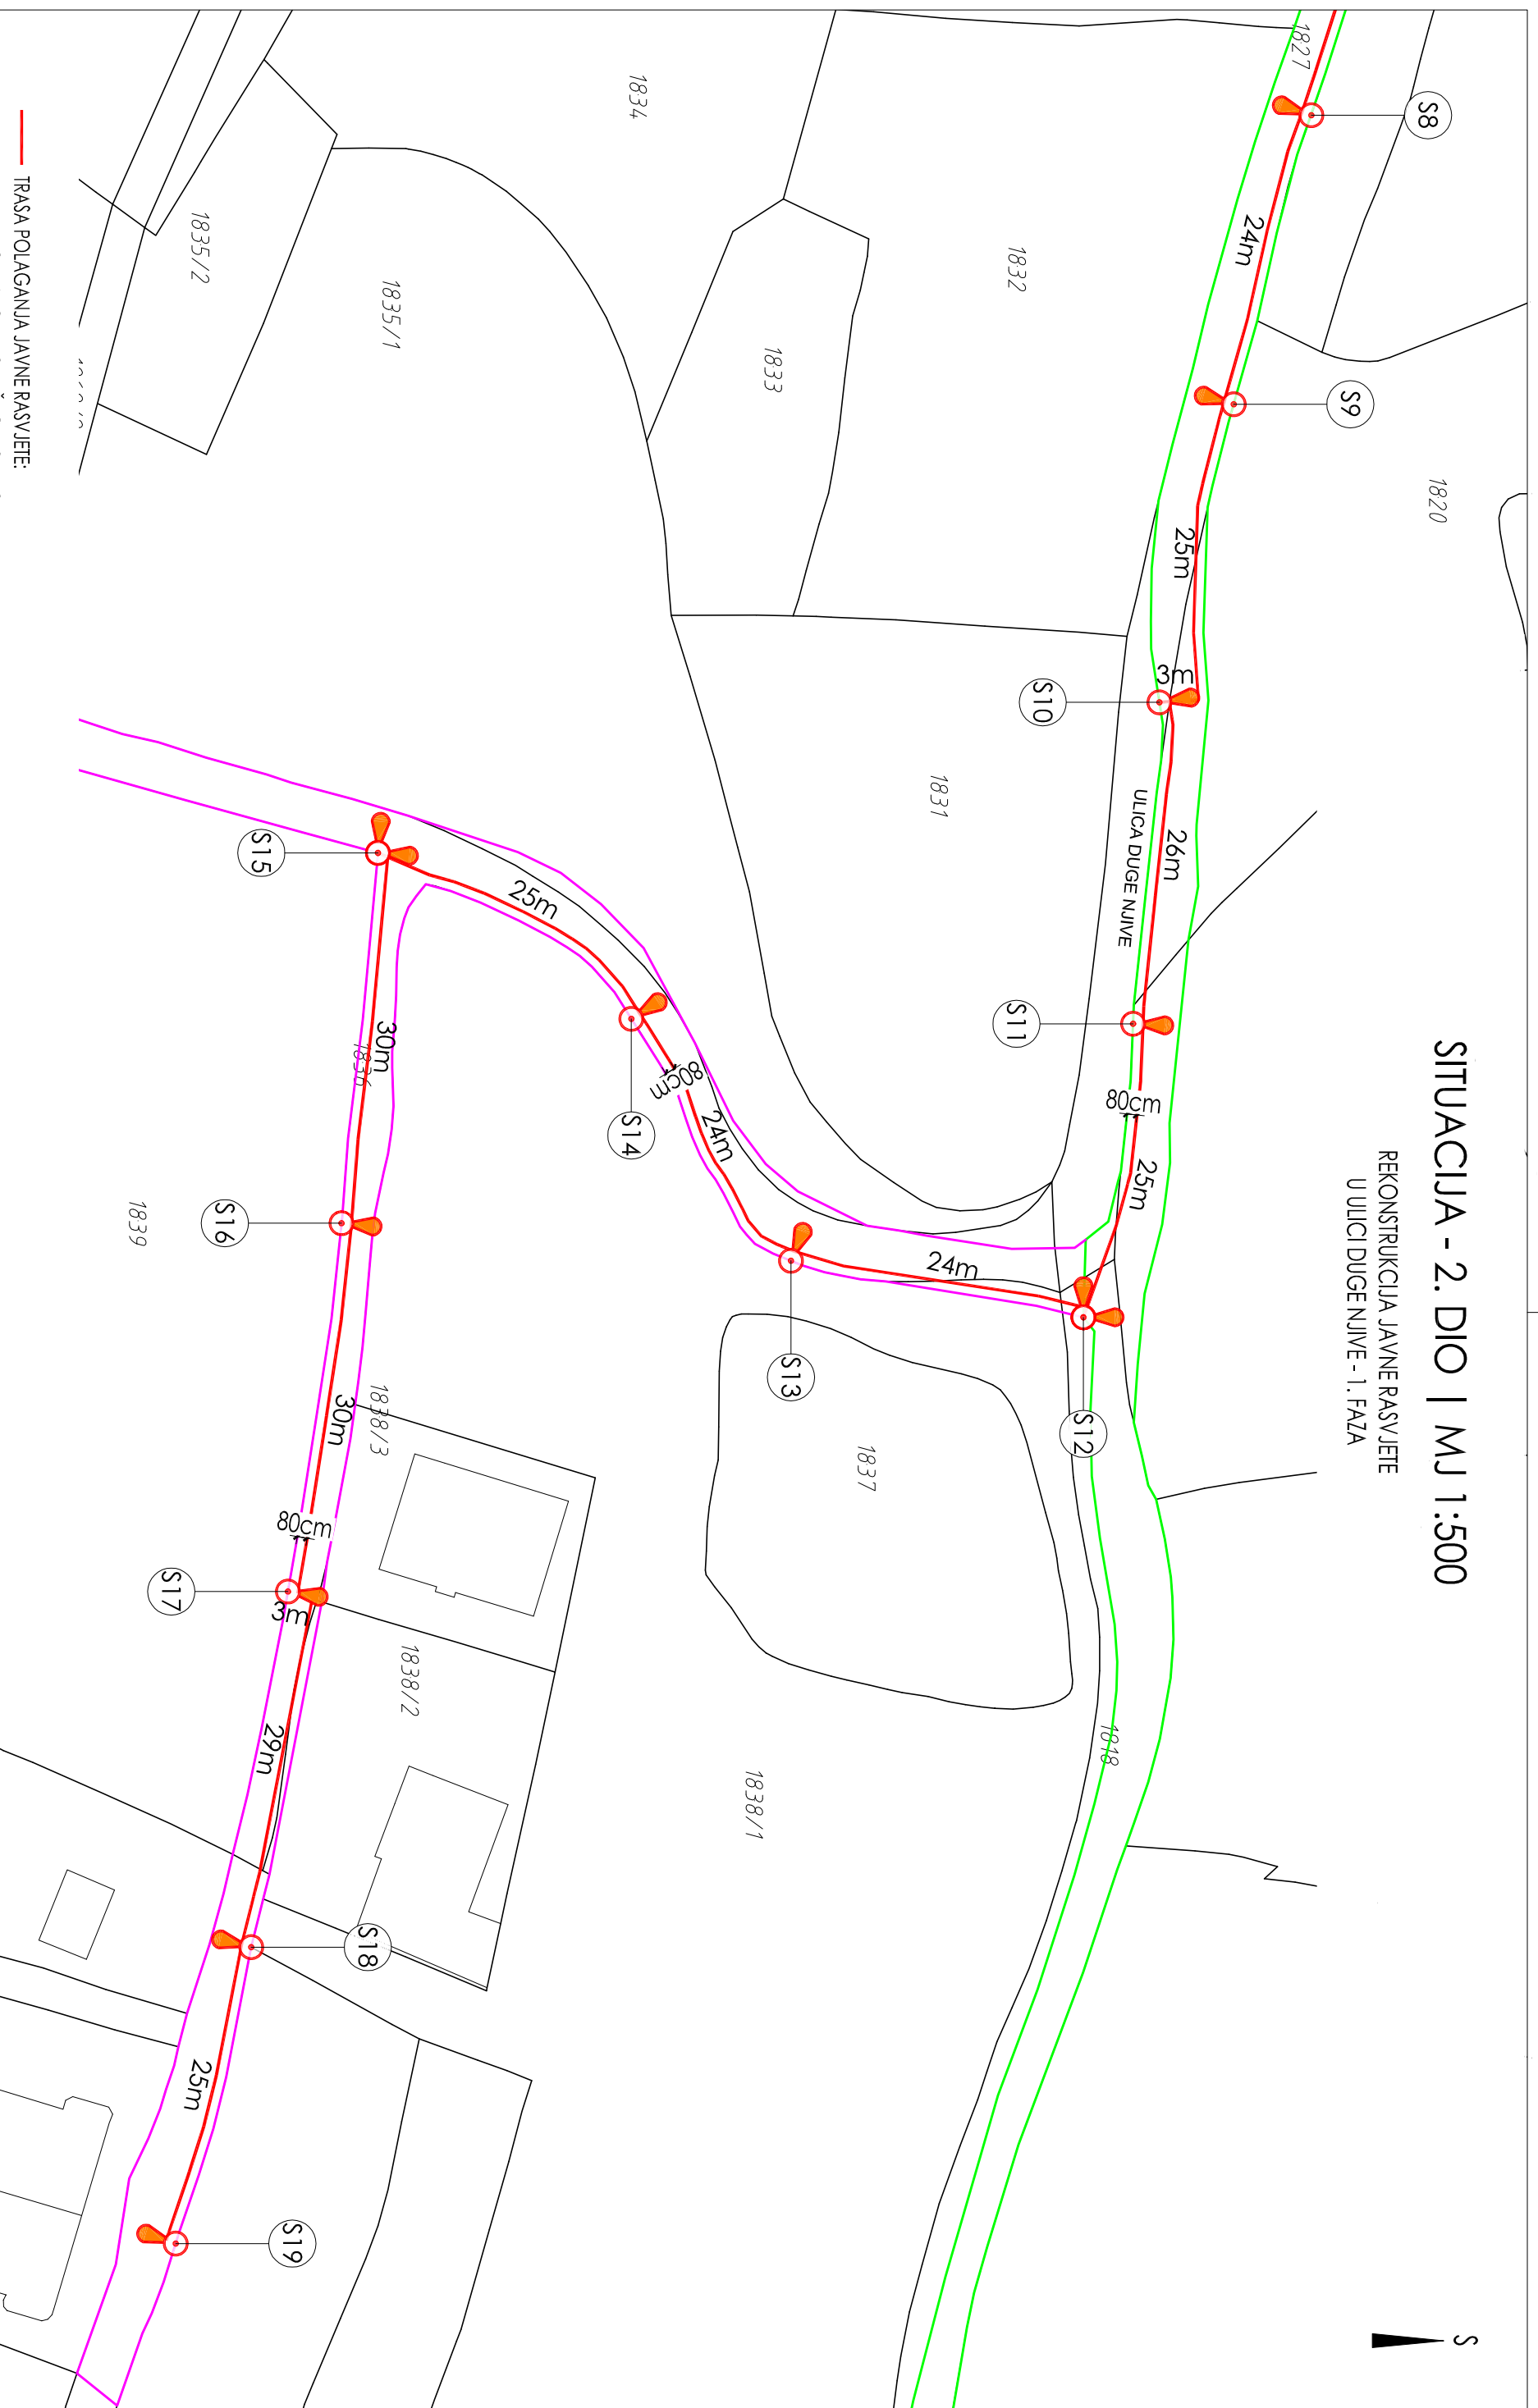 SITUACIJA - 2. DIO | MJ 1:500
REKONSTRUKCIJA JAVNE RASVJETE
U ULICI DUGE NJIVE - 1. FAZA
S
1827
S8
24m
S9
1820
25m
3m
S10
26m
ULICA DUGE NJIVE
S11
80cm
25m
S12
1818
1834
1832
1833
1831
1835/2
1835/1
24m
S13
1837
24m
80cm
S14
25m
S15
30m
1836
S16
1839
30m
1838/3
80cm
S17
3m
1838/2
1838/1
29m
S18
25m
S19
TRASA POLAGANJA JAVNE RASVJETE: